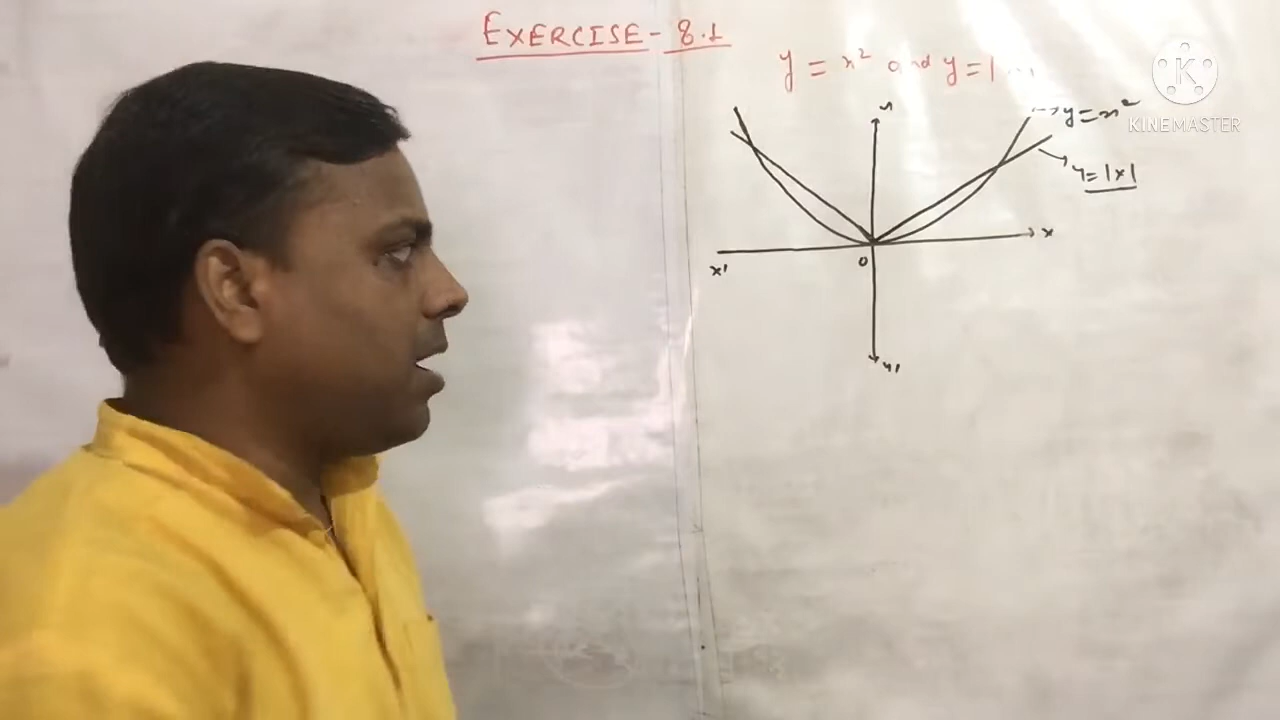 EXERCISE - 8.1
y = x² and y = |
K
KINEMASTER
y = x²
y = |x|
x
o
x'
y'